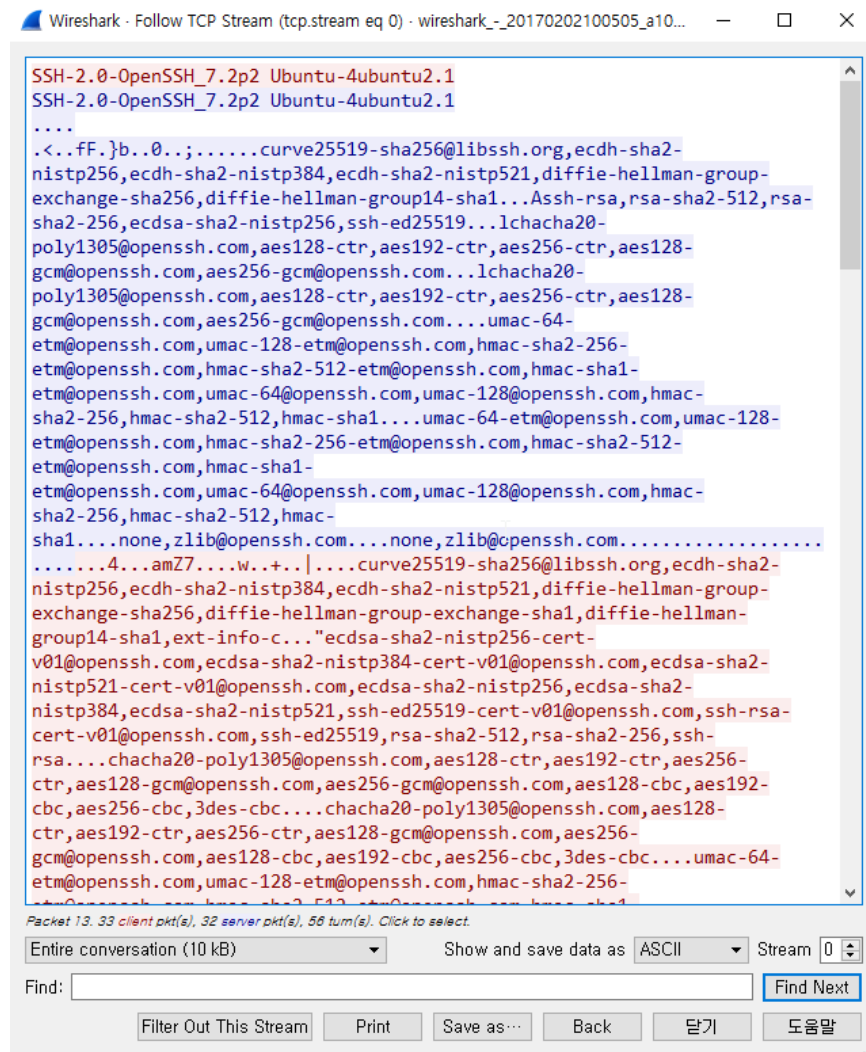 Wireshark · Follow TCP Stream (tcp.stream eq 0) · wireshark_-_20170202100505_a10...
SSH-2.0-OpenSSH_7.2p2 Ubuntu-4ubuntu2.1
SSH-2.0-OpenSSH_7.2p2 Ubuntu-4ubuntu2.1
....
.<..fF.}b..0..;......curve25519-sha256@libssh.org,ecdh-sha2-
nistp256,ecdh-sha2-nistp384,ecdh-sha2-nistp521,diffie-hellman-group-
exchange-sha256,diffie-hellman-group14-sha1...Assh-rsa,rsa-sha2-512,rsa-
sha2-256,ecdsa-sha2-nistp256,ssh-ed25519...lchacha20-
poly1305@openssh.com,aes128-ctr,aes192-ctr,aes256-ctr,aes128-
gcm@openssh.com,aes256-gcm@openssh.com...lchacha20-
poly1305@openssh.com,aes128-ctr,aes192-ctr,aes256-ctr,aes128-
gcm@openssh.com,aes256-gcm@openssh.com....umac-64-
etm@openssh.com,umac-128-etm@openssh.com,hmac-sha2-256-
etm@openssh.com,hmac-sha2-512-etm@openssh.com,hmac-sha1-
etm@openssh.com,umac-64@openssh.com,umac-128@openssh.com,hmac-
sha2-256,hmac-sha2-512,hmac-sha1....umac-64-etm@openssh.com,umac-128-
etm@openssh.com,hmac-sha2-256-etm@openssh.com,hmac-sha2-512-
etm@openssh.com,hmac-sha1-
etm@openssh.com,umac-64@openssh.com,umac-128@openssh.com,hmac-
sha2-256,hmac-sha2-512,hmac-
sha1....none,zlib@openssh.com....none,zlib@openssh.com...................
.......4...amZ7....w..+..|....curve25519-sha256@libssh.org,ecdh-sha2-
nistp256,ecdh-sha2-nistp384,ecdh-sha2-nistp521,diffie-hellman-group-
exchange-sha256,diffie-hellman-group-exchange-sha1,diffie-hellman-
group14-sha1,ext-info-c..."ecdsa-sha2-nistp256-cert-
v01@openssh.com,ecdsa-sha2-nistp384-cert-v01@openssh.com,ecdsa-sha2-
nistp521-cert-v01@openssh.com,ecdsa-sha2-nistp256,ecdsa-sha2-
nistp384,ecdsa-sha2-nistp521,ssh-ed25519-cert-v01@openssh.com,ssh-rsa-
cert-v01@openssh.com,ssh-ed25519,rsa-sha2-512,rsa-sha2-256,ssh-
rsa....chacha20-poly1305@openssh.com,aes128-ctr,aes192-ctr,aes256-
ctr,aes128-gcm@openssh.com,aes256-gcm@openssh.com,aes128-cbc,aes192-
cbc,aes256-cbc,3des-cbc....chacha20-poly1305@openssh.com,aes128-
ctr,aes192-ctr,aes256-ctr,aes128-gcm@openssh.com,aes256-
gcm@openssh.com,aes128-cbc,aes192-cbc,aes256-cbc,3des-cbc....umac-64-
etm@openssh.com,umac-128-etm@openssh.com,hmac-sha2-256-
Packet 13. 33 client pkt(s), 32 server pkt(s), 56 turn(s). Click to select.
Entire conversation (10 kB) Show and save data as ASCII Stream 0
Find: Find Next
Filter Out This Stream Print Save as… Back 닫기 도움말